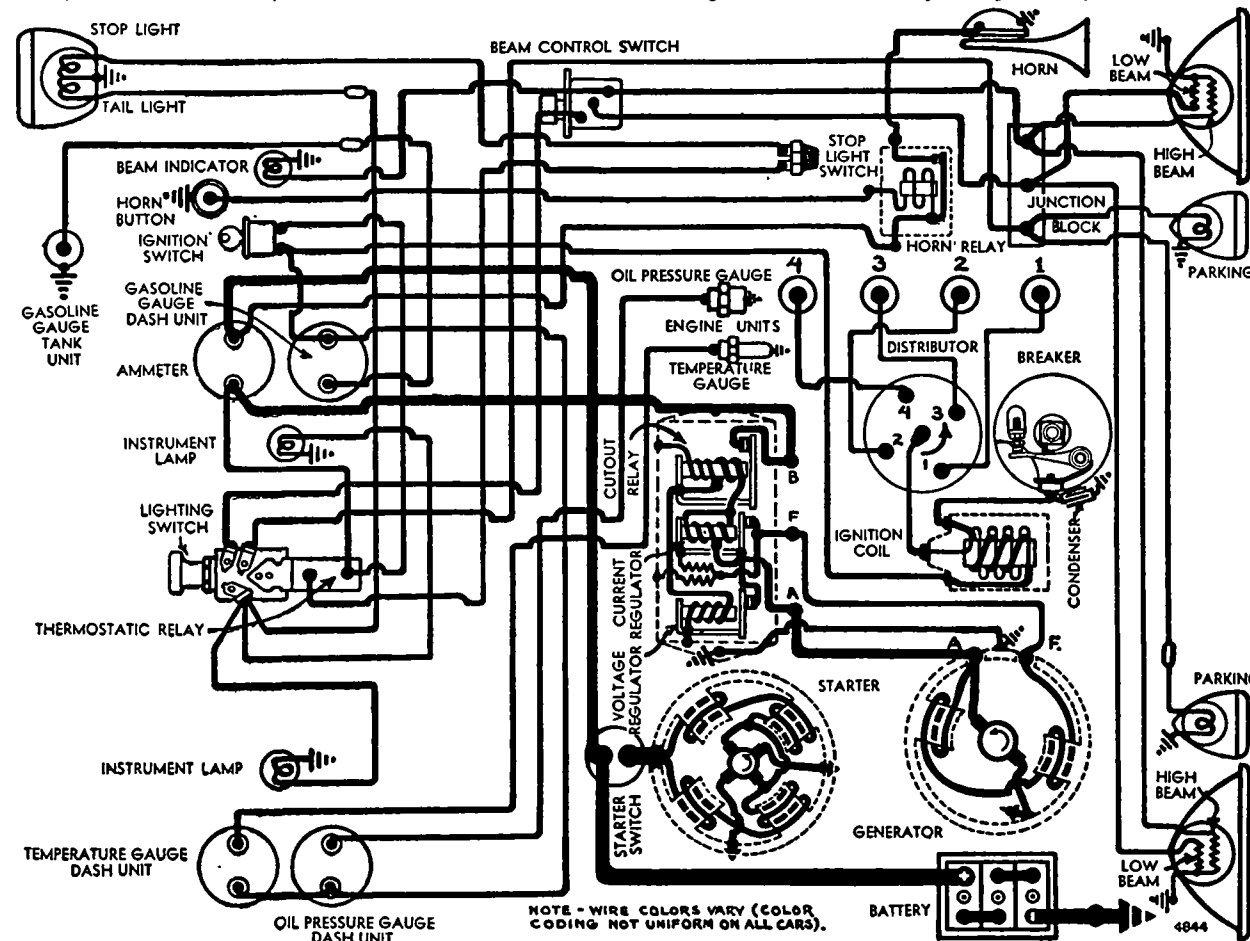 STOP LIGHT
TAIL LIGHT
BEAM CONTROL SWITCH
HORN
LOW
BEAM
HIGH
BEAM
BEAM INDICATOR
HORN
BUTTON
IGNITION
SWITCH
STOP
LIGHT
SWITCH
HORN RELAY
JUNCTION
BLOCK
PARKING
GASOLINE
GAUGE
TANK
UNIT
GASOLINE
GAUGE
DASH UNIT
OIL PRESSURE GAUGE
ENGINE UNITS
TEMPERATURE
GAUGE
4
3
2
1
DISTRIBUTOR
BREAKER
AMMETER
4
3
2
1
INSTRUMENT
LAMP
CUTOUT
RELAY
B
F
A
LIGHTING
SWITCH
IGNITION
COIL
CONDENSER
THERMOSTATIC RELAY
CURRENT
REGULATOR
VOLTAGE
REGULATOR
A
F
STARTER
PARKING
INSTRUMENT LAMP
STARTER
SWITCH
GENERATOR
HIGH
BEAM
LOW
BEAM
TEMPERATURE GAUGE
DASH UNIT
OIL PRESSURE GAUGE
DASH UNIT
BATTERY
NOTE - WIRE COLORS VARY (COLOR
CODING NOT UNIFORM ON ALL CARS).
4844